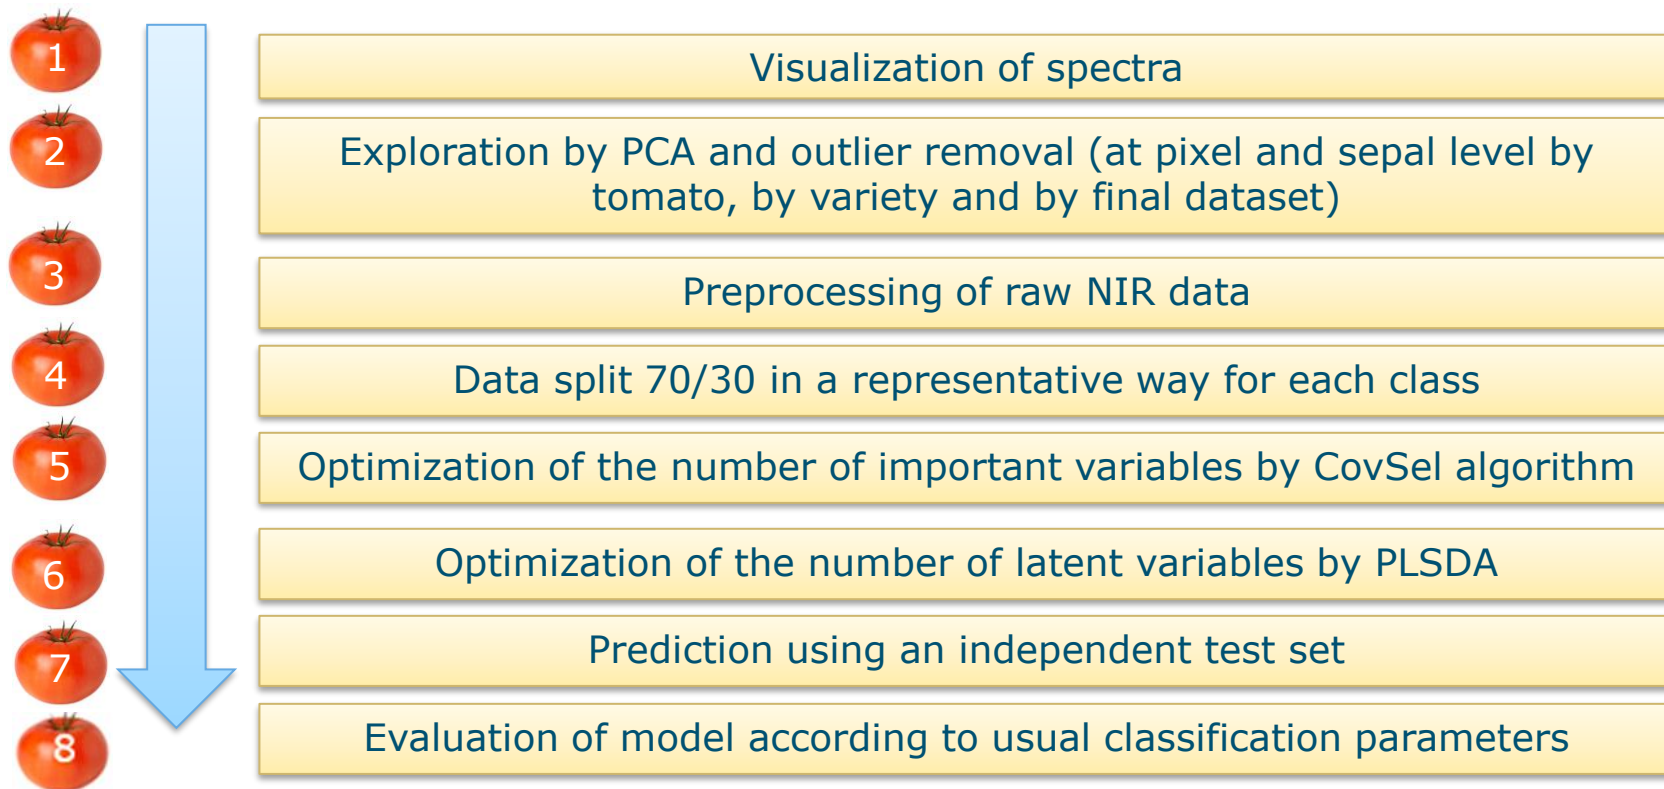 1
Visualization of spectra
2
Exploration by PCA and outlier removal (at pixel and sepal level by
tomato, by variety and by final dataset)
3
Preprocessing of raw NIR data
4
Data split 70/30 in a representative way for each class
5
Optimization of the number of important variables by CovSel algorithm
6
Optimization of the number of latent variables by PLSDA
7
Prediction using an independent test set
8
Evaluation of model according to usual classification parameters